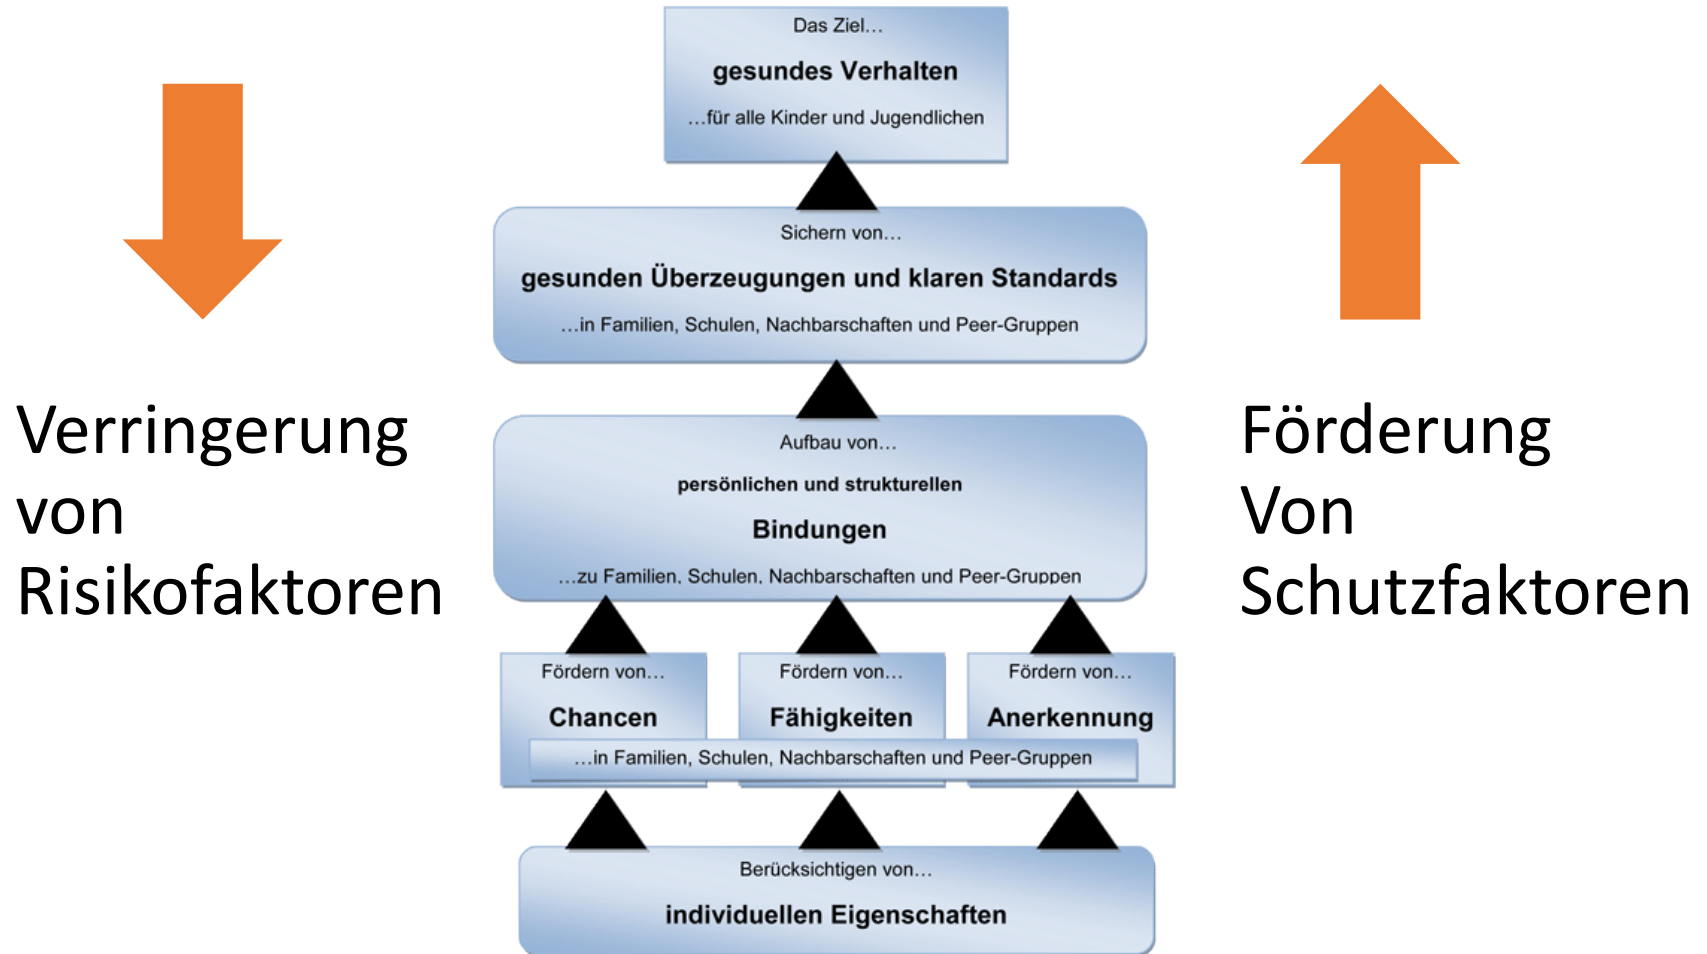 Das Ziel…
gesundes Verhalten
…für alle Kinder und Jugendlichen
Sichern von…
gesunden Überzeugungen und klaren Standards
…in Familien, Schulen, Nachbarschaften und Peer-Gruppen
Verringerung
von
Risikofaktoren
Aufbau von…
persönlichen und strukturellen
Bindungen
…zu Familien, Schulen, Nachbarschaften und Peer-Gruppen
Förderung
Von
Schutzfaktoren
Fördern von…
Chancen
Fördern von…
Fähigkeiten
Fördern von…
Anerkennung
…in Familien, Schulen, Nachbarschaften und Peer-Gruppen
Berücksichtigen von…
individuellen Eigenschaften